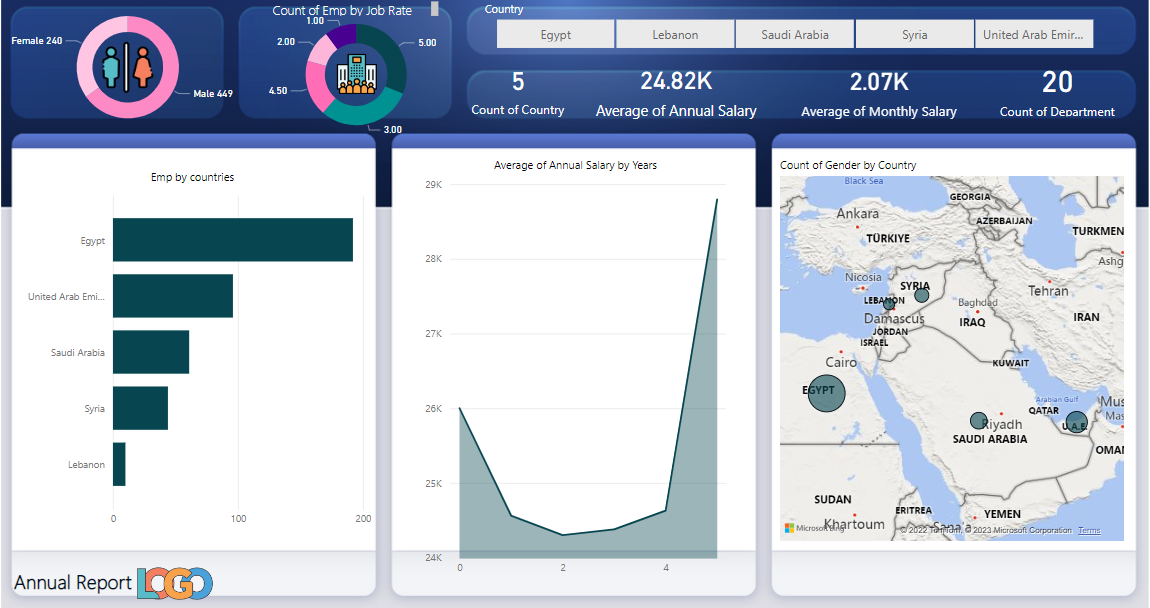 Female 240
Male 449
Count of Emp by Job Rate
1.00
2.00
4.50
5.00
3.00
Country
Egypt
Lebanon
Saudi Arabia
Syria
United Arab Emir...
5
Count of Country
24.82K
Average of Annual Salary
2.07K
Average of Monthly Salary
20
Count of Department
Emp by countries
Egypt
United Arab Emi...
Saudi Arabia
Syria
Lebanon
0
100
200
Average of Annual Salary by Years
29K
28K
27K
26K
25K
24K
0
2
4
Count of Gender by Country
Black Sea
GEORGIA
Ankara
AZERBAIJAN
TÜRKIYE
TURKMEN
Ashg
Nicosia
SYRIA
Tehran
LEBANON
Baghdad
Damascus
IRAQ
IRAN
JORDAN
ISRAEL
Cairo
KUWAIT
EGYPT
Arabian Gulf
Mus
QATAR
Mas
Riyadh
U.A.E.
SAUDI ARABIA
OMAN
SUDAN
ERITREA
YEMEN
Khartoum
Sana'a
Microsoft Bing
© 2022 TomTom, © 2023 Microsoft Corporation
Terms
Annual Report
LOGO